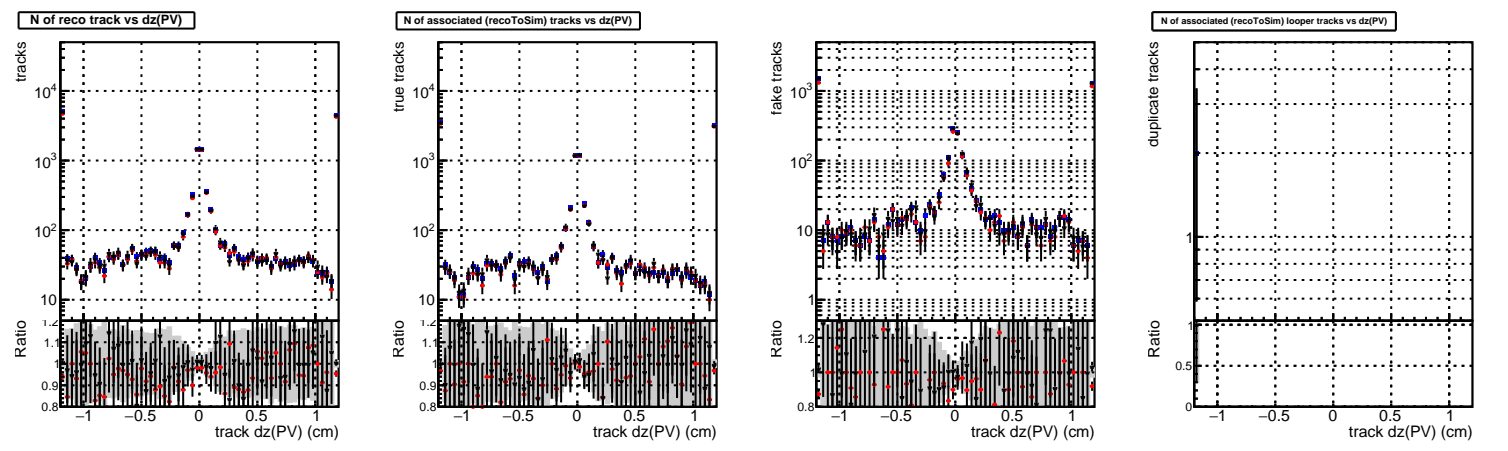 N of reco track vs dz(PV)
tracks
10⁴
10³
10²
10
Ratio
1.2
1.1
1
0.9
0.8
−1 −0.5 0 0.5 1
track dz(PV) (cm)
N of associated (recoToSim) tracks vs dz(PV)
true tracks
10⁴
10³
10²
10
Ratio
1.2
1.1
1
0.9
0.8
−1 −0.5 0 0.5 1
track dz(PV) (cm)
fake tracks
10³
10²
10
1
Ratio
1.2
1
0.8
−1 −0.5 0 0.5 1
track dz(PV) (cm)
N of associated (recoToSim) looper tracks vs dz(PV)
duplicate tracks
1
Ratio
1
0.5
0
−1 −0.5 0 0.5 1
track dz(PV) (cm)